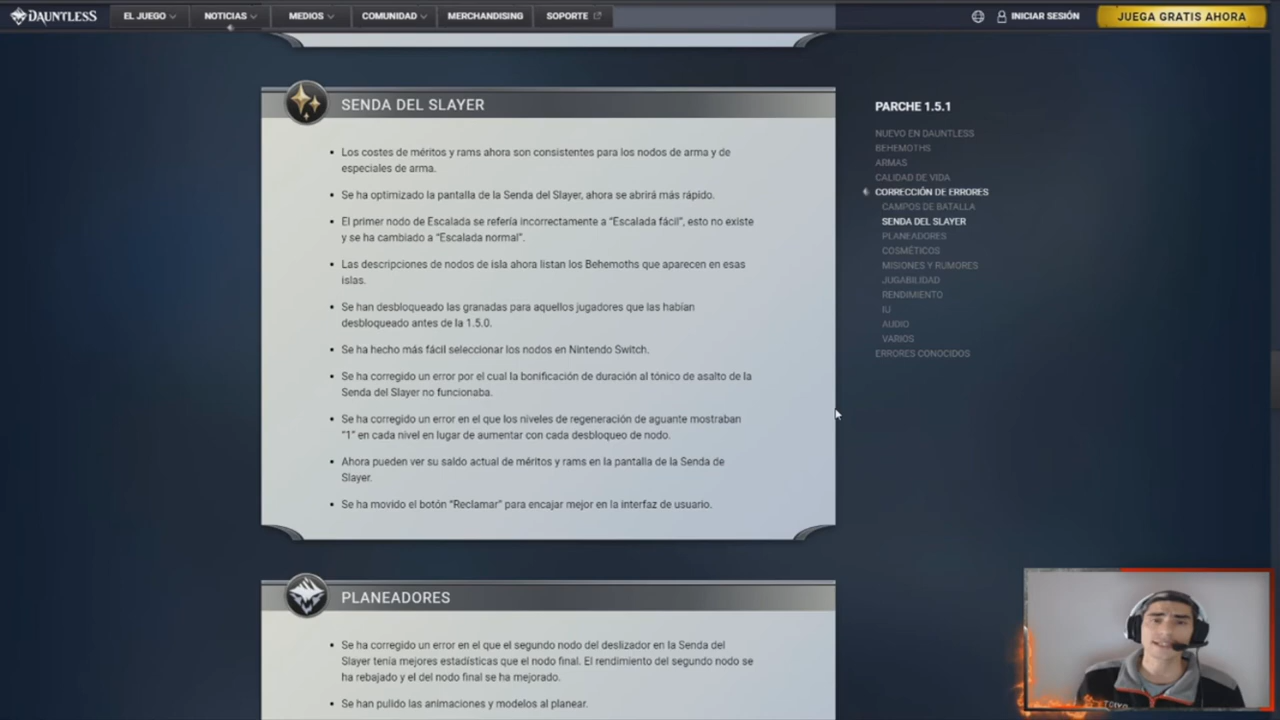 DAUNTLESS
EL JUEGO
NOTICIAS
MEDIOS
COMUNIDAD
MERCHANDISING
SOPORTE
INICIAR SESIÓN
JUEGA GRATIS AHORA
SENDA DEL SLAYER
• Los costes de méritos y rams ahora son consistentes para los nodos de arma y de
especiales de arma.
• Se ha optimizado la pantalla de la Senda del Slayer, ahora se abrirá más rápido.
• El primer nodo de Escalada se refería incorrectamente a “Escalada fácil”, esto no existe
y se ha cambiado a “Escalada normal”.
• Las descripciones de nodos de isla ahora listan los Behemoths que aparecen en esas
islas.
• Se han desbloqueado las granadas para aquellos jugadores que las habían
desbloqueado antes de la 1.5.0.
• Se ha hecho más fácil seleccionar los nodos en Nintendo Switch.
• Se ha corregido un error por el cual la bonificación de duración al tónico de asalto de la
Senda del Slayer no funcionaba.
• Se ha corregido un error en el que los niveles de regeneración de aguante mostraban
“1” en cada nivel en lugar de aumentar con cada desbloqueo de nodo.
• Ahora pueden ver su saldo actual de méritos y rams en la pantalla de la Senda de
Slayer.
• Se ha movido el botón “Reclamar” para encajar mejor en la interfaz de usuario.
PLANEADORES
• Se ha corregido un error en el que el segundo nodo del deslizador en la Senda del
Slayer tenía mejores estadísticas que el nodo final. El rendimiento del segundo nodo se
ha rebajado y el del nodo final se ha mejorado.
• Se han pulido las animaciones y modelos al planear.
PARCHE 1.5.1
NUEVO EN DAUNTLESS
BEHEMOTHS
ARMAS
CALIDAD DE VIDA
CORRECCIÓN DE ERRORES
CAMPOS DE BATALLA
SENDA DEL SLAYER
PLANEADORES
COSMÉTICOS
MISIONES Y RUMORES
JUGABILIDAD
RENDIMIENTO
IU
AUDIO
VARIOS
ERRORES CONOCIDOS